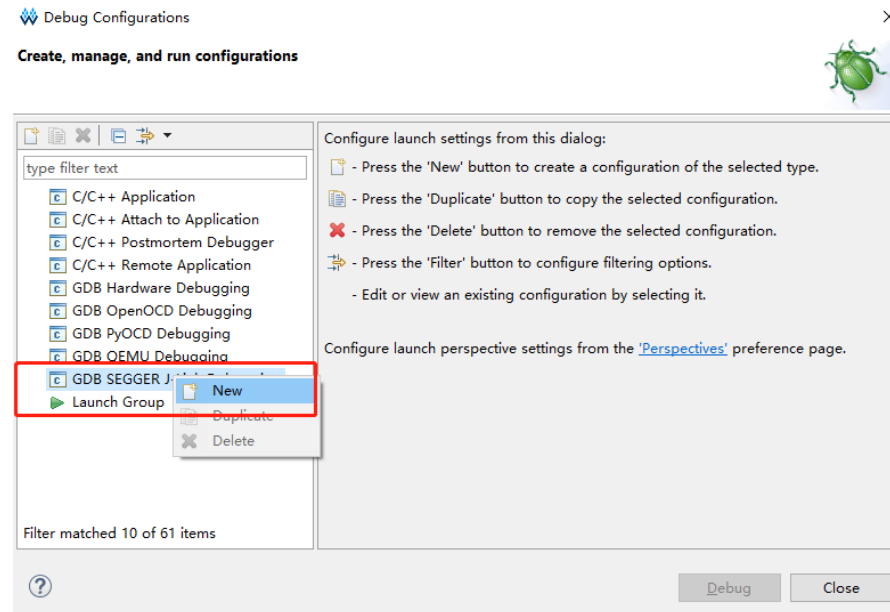 Debug Configurations
Create, manage, and run configurations
type filter text
C/C++ Application
C/C++ Attach to Application
C/C++ Postmortem Debugger
C/C++ Remote Application
GDB Hardware Debugging
GDB OpenOCD Debugging
GDB PyOCD Debugging
GDB QEMU Debugging
GDB SEGGER
Launch Group
New
Duplicate
Delete
Filter matched 10 of 61 items
Configure launch settings from this dialog:
- Press the 'New' button to create a configuration of the selected type.
- Press the 'Duplicate' button to copy the selected configuration.
- Press the 'Delete' button to remove the selected configuration.
- Press the 'Filter' button to configure filtering options.
- Edit or view an existing configuration by selecting it.
Configure launch perspective settings from the 'Perspectives' preference page.
Debug
Close